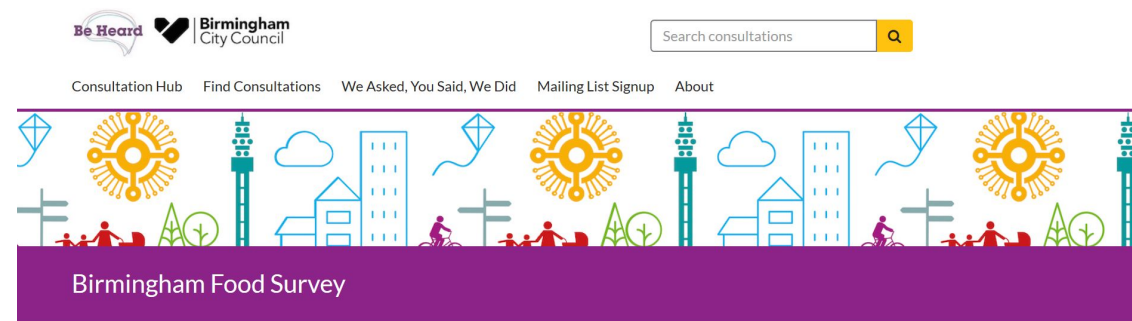 Be Heard
Birmingham
City Council
Search consultations
Consultation Hub Find Consultations We Asked, You Said, We Did Mailing List Signup About
Birmingham Food Survey